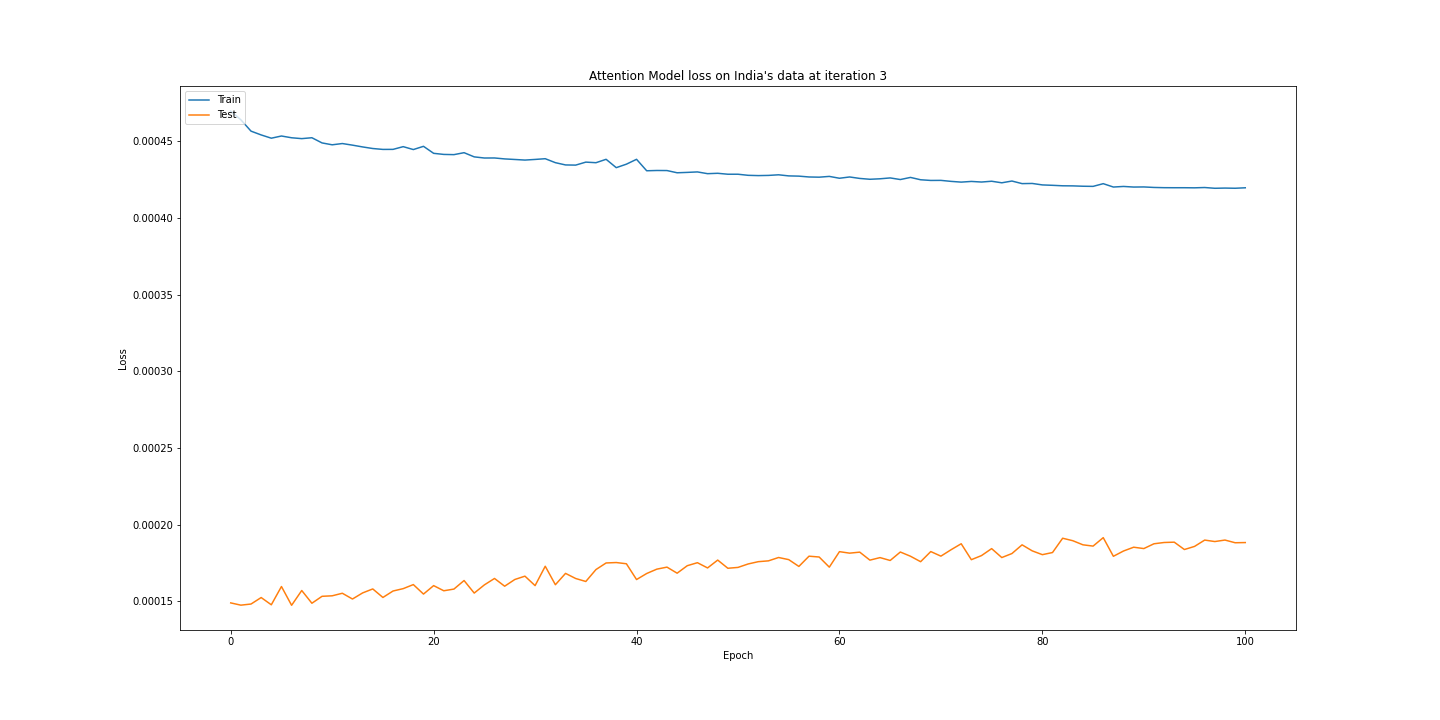 Attention Model loss on India's data at iteration 3
Train
Test
0.00045
0.00040
0.00035
0.00030
0.00025
0.00020
0.00015
Loss
0 20 40 60 80 100
Epoch